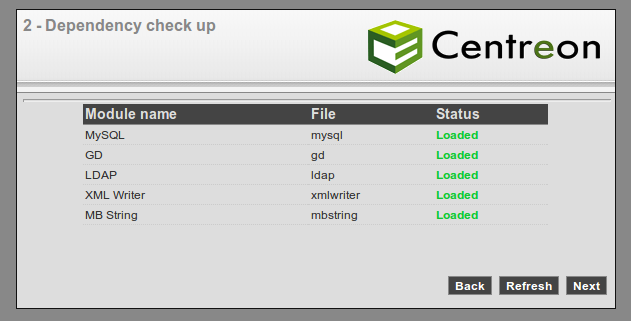 2 - Dependency check up
Centreon
Module name File Status
MySQL mysql Loaded
GD gd Loaded
LDAP ldap Loaded
XML Writer xmlwriter Loaded
MB String mbstring Loaded
Back Refresh Next